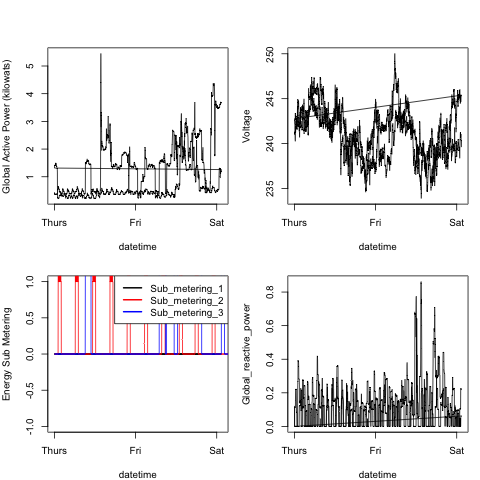 Global Active Power (kilowats)
5
4
3
2
1
Thurs Fri Sat
datetime
Voltage
250
245
240
235
Thurs Fri Sat
datetime
Energy Sub Metering
1.0
0.5
0.0
-0.5
-1.0
Sub_metering_1
Sub_metering_2
Sub_metering_3
Thurs Fri Sat
datetime
Global_reactive_power
0.8
0.6
0.4
0.2
0.0
Thurs Fri Sat
datetime